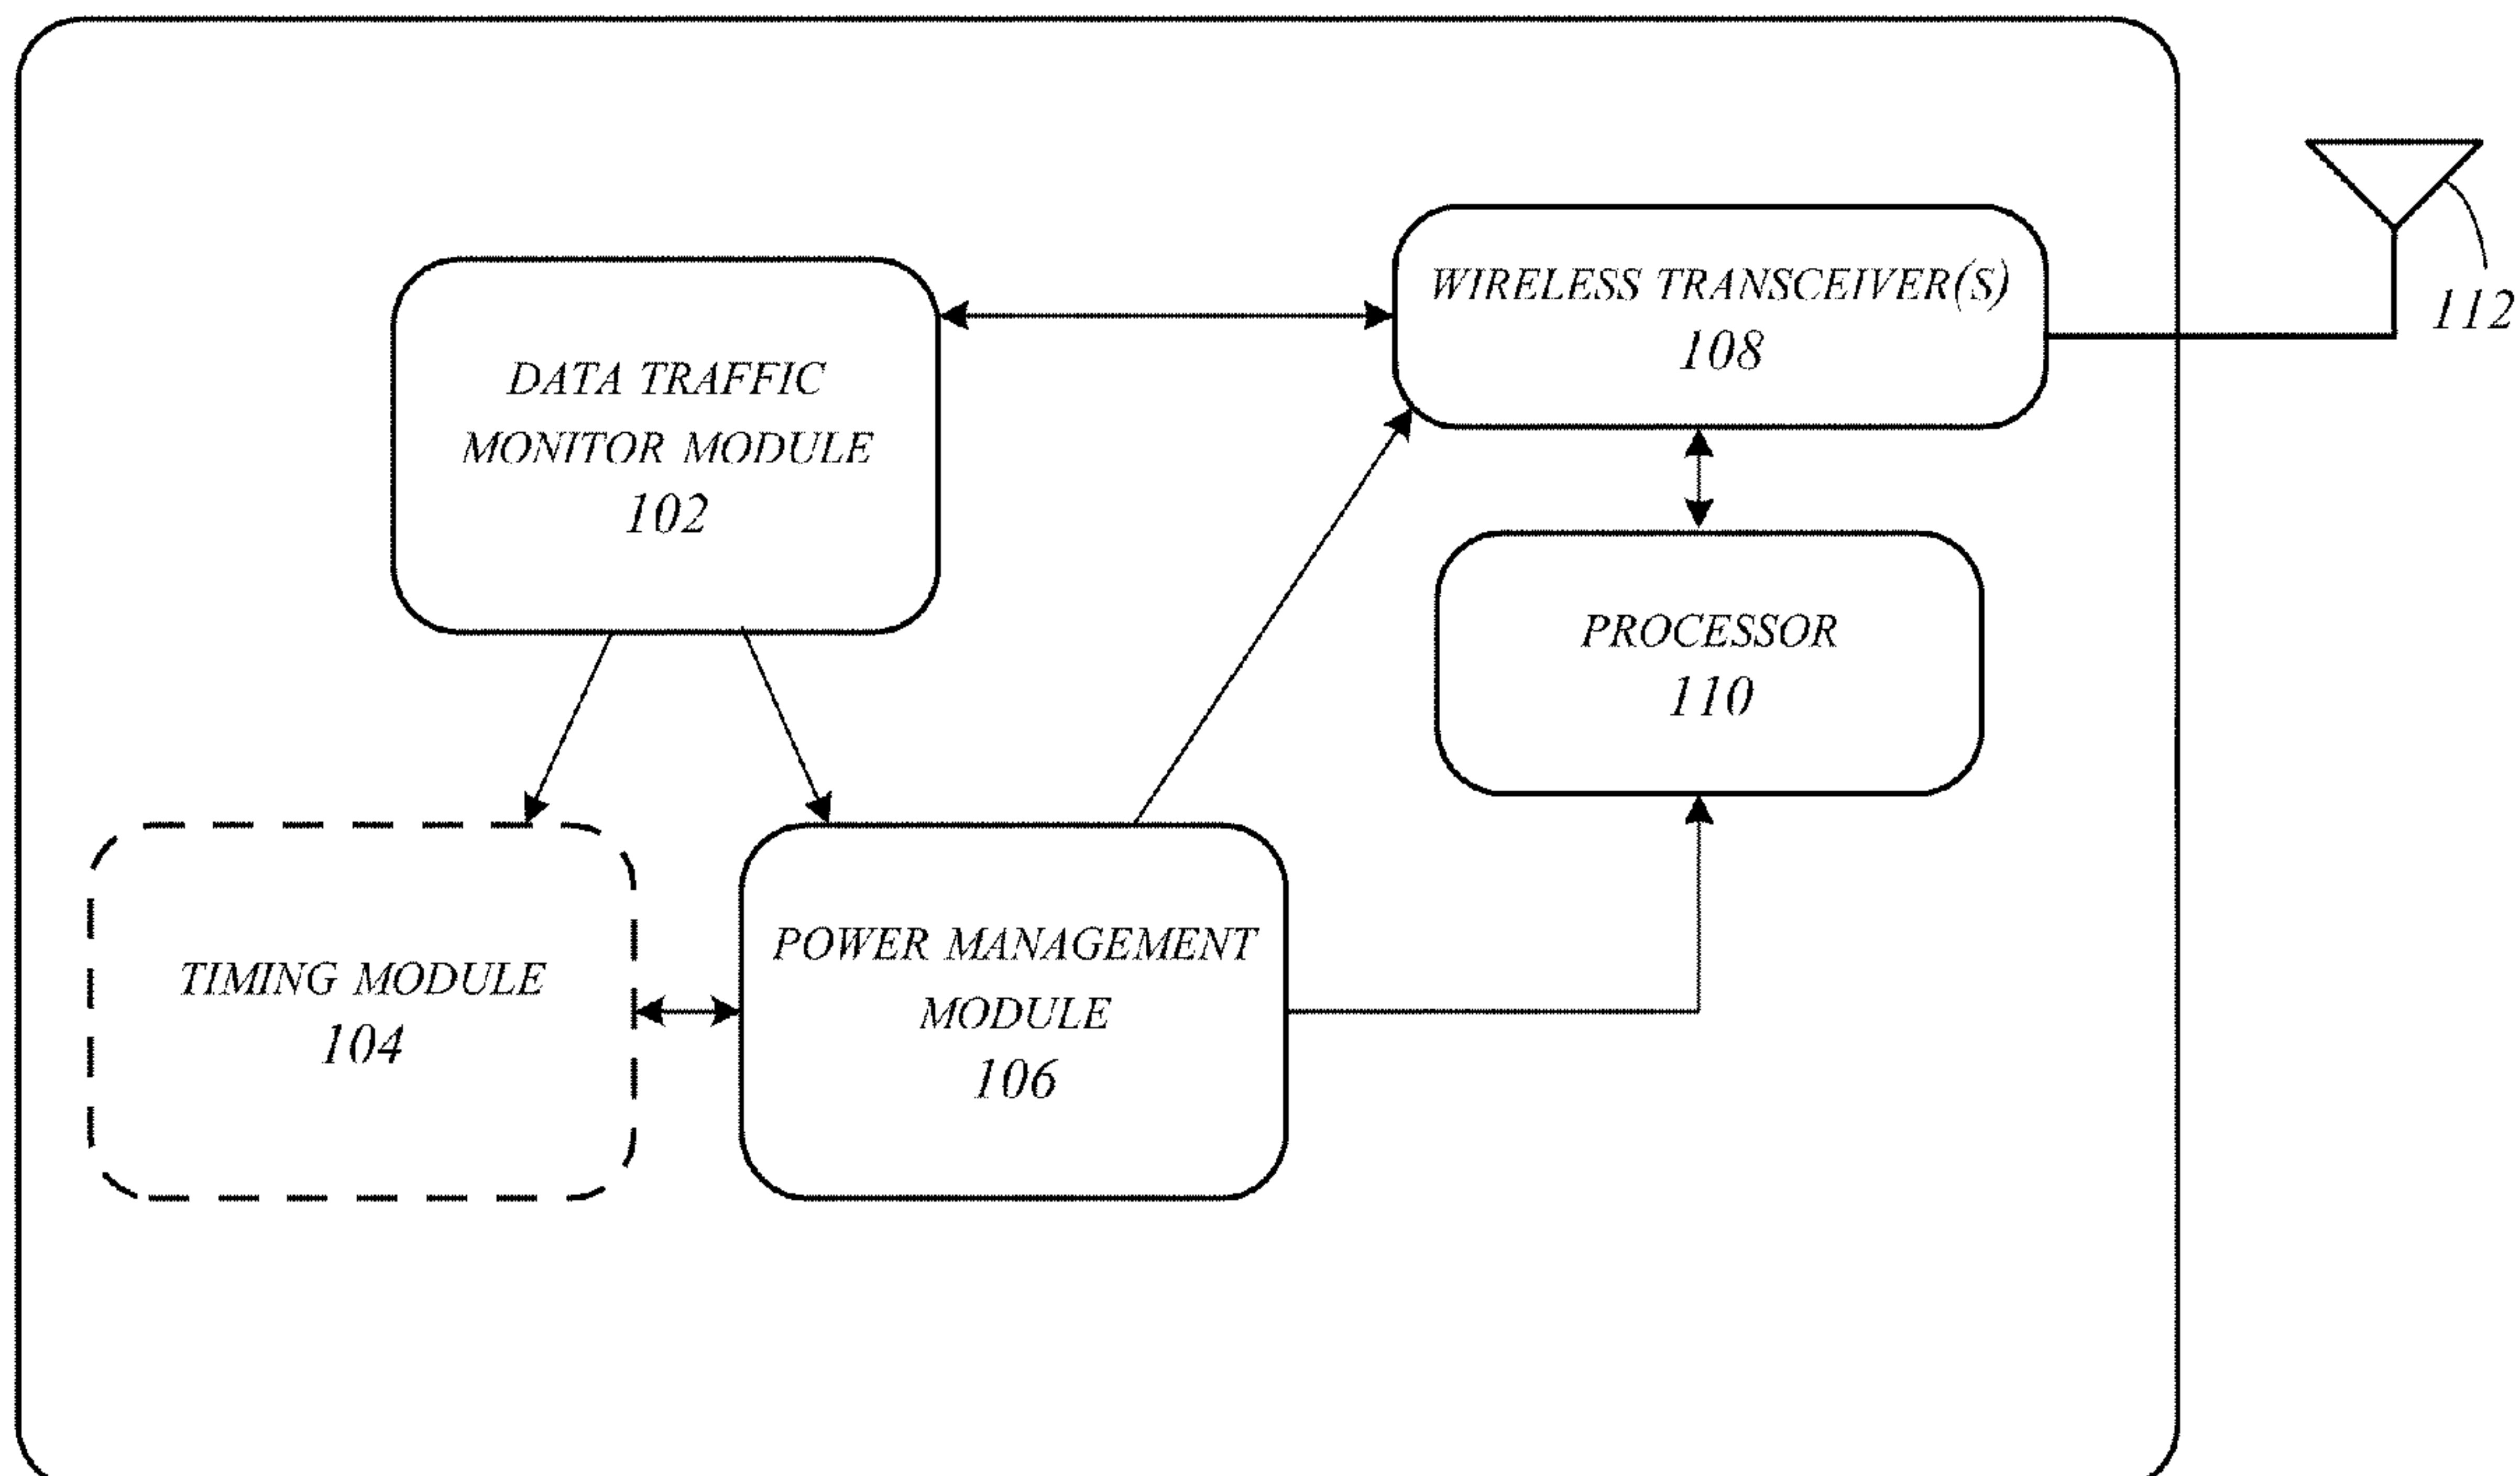 WIRELESS TRANSCEIVER(S)
108
112
DATA TRAFFIC
MONITOR MODULE
102
PROCESSOR
110
TIMING MODULE
104
POWER MANAGEMENT
MODULE
106